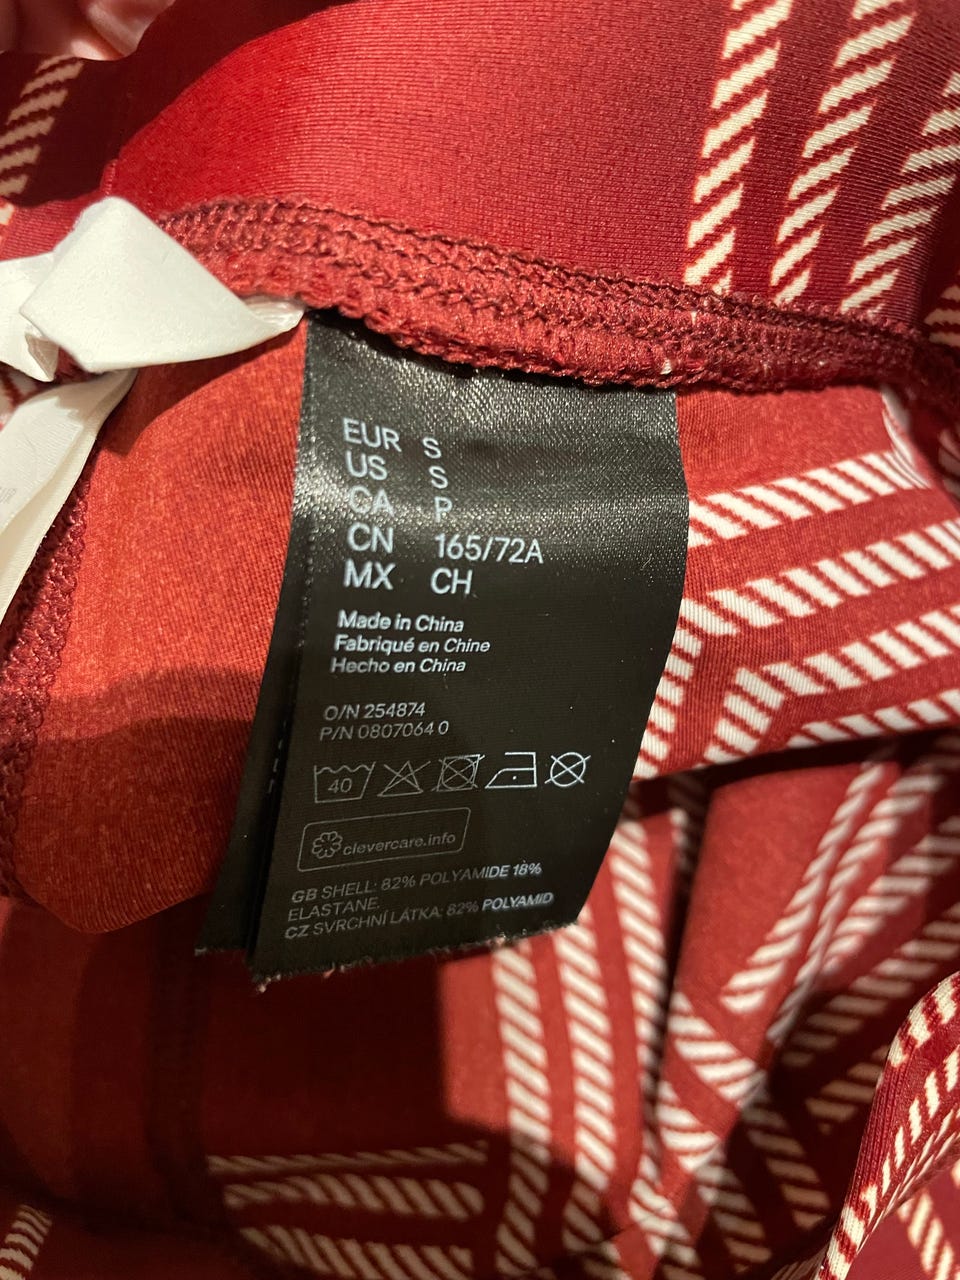 EUR S
US S
CA P
CN 165/72A
MX CH
Made in China
Fabriqué en Chine
Hecho en China
O/N 254874
P/N 0807064 0
40
clevercare.info
GB SHELL: 82% POLYAMIDE 18%
ELASTANE.
CZ SVRCHNÍ LÁTKA: 82% POLYAMID